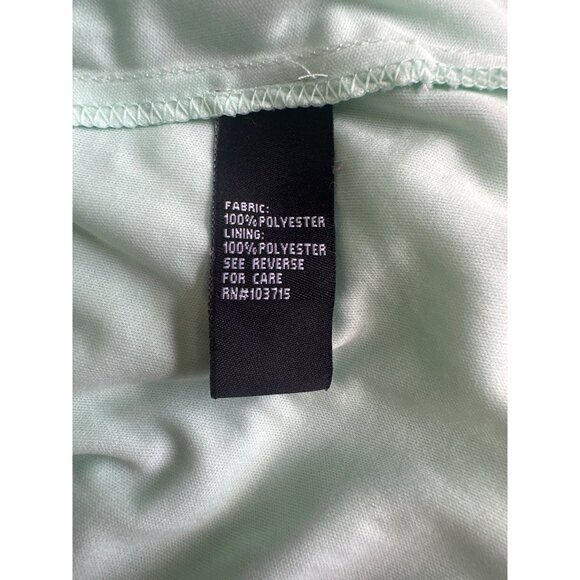 FABRIC:
100% POLYESTER
LINING:
100% POLYESTER
SEE REVERSE
FOR CARE
RN#103715